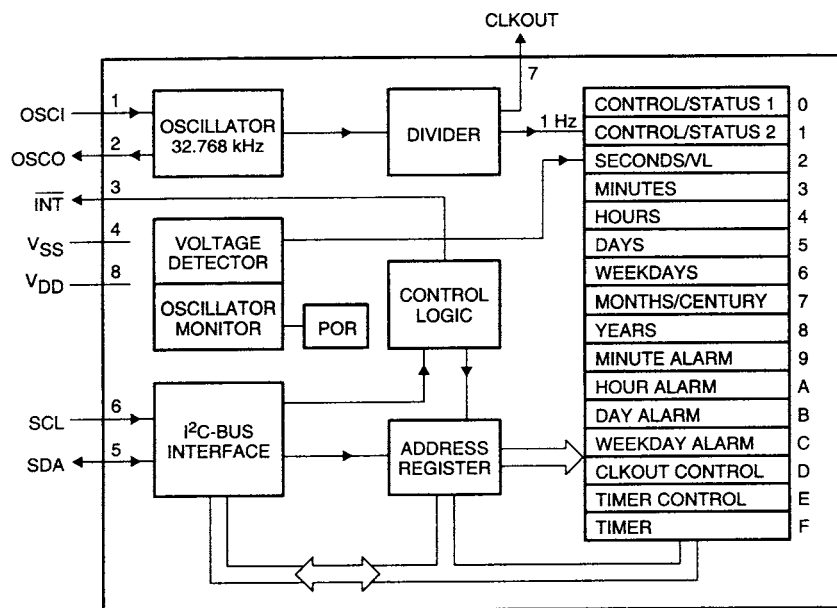 CLKOUT
7
OSCI
1
OSCO
2
OSCILLATOR
32.768 kHz
DIVIDER
1 Hz
INT
3
VSS
4
VDD
8
VOLTAGE
DETECTOR
OSCILLATOR
MONITOR
POR
CONTROL
LOGIC
SCL
6
SDA
5
I²C-BUS
INTERFACE
ADDRESS
REGISTER
CONTROL/STATUS 1 0
CONTROL/STATUS 2 1
SECONDS/VL 2
MINUTES 3
HOURS 4
DAYS 5
WEEKDAYS 6
MONTHS/CENTURY 7
YEARS 8
MINUTE ALARM 9
HOUR ALARM A
DAY ALARM B
WEEKDAY ALARM C
CLKOUT CONTROL D
TIMER CONTROL E
TIMER F